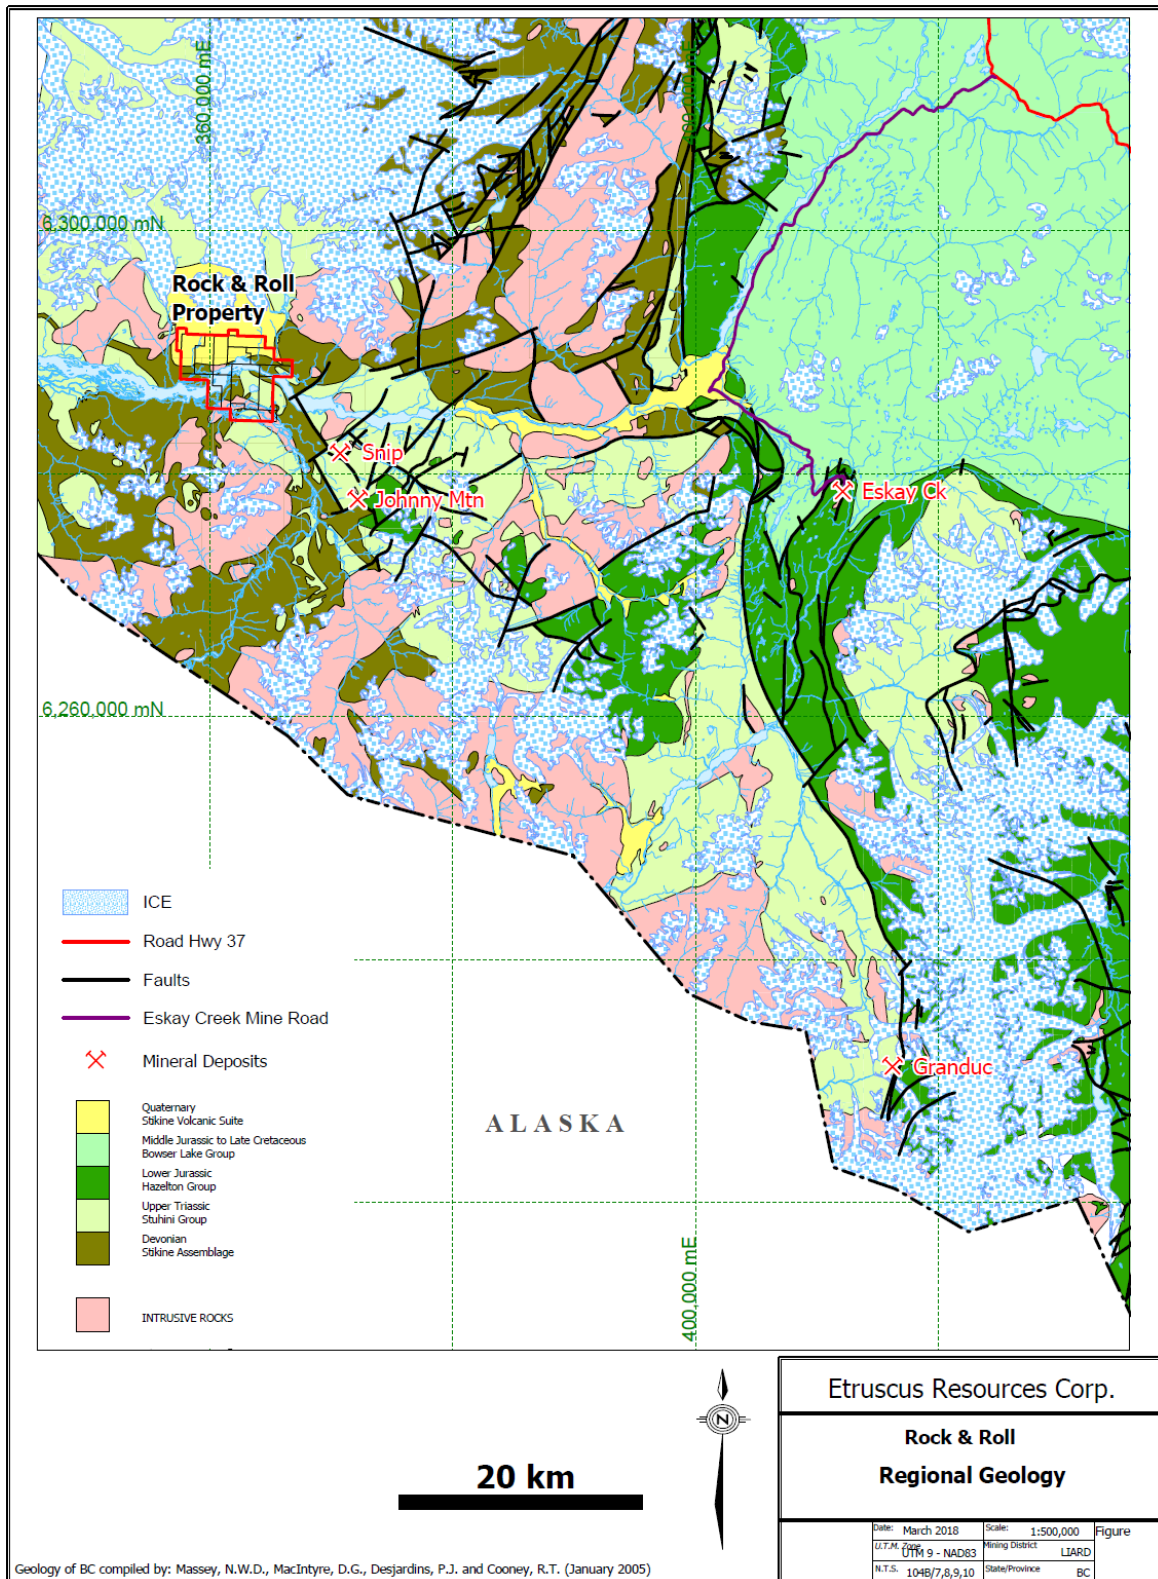 360,000 mE
6,300,000 mN
Rock & Roll
Property
Snip
Johnny Mtn
Eskay Ck
6,260,000 mN
ICE
Road Hwy 37
Faults
Eskay Creek Mine Road
Mineral Deposits
Granduc
ALASKA
Quaternary
Stikine Volcanic Suite
Middle Jurassic to Late Cretaceous
Bowser Lake Group
Lower Jurassic
Hazelton Group
Upper Triassic
Stuhini Group
Devonian
Stikine Assemblage
INTRUSIVE ROCKS
400,000 mE
N
20 km
Etruscus Resources Corp.
Rock & Roll
Regional Geology
Date: March 2018 Scale: 1:500,000 Figure
U.T.M. Zone UTM 9 - NAD83 Mining District LIARD
N.T.S. 104B/7,8,9,10 State/Province BC
Geology of BC compiled by: Massey, N.W.D., MacIntyre, D.G., Desjardins, P.J. and Cooney, R.T. (January 2005)